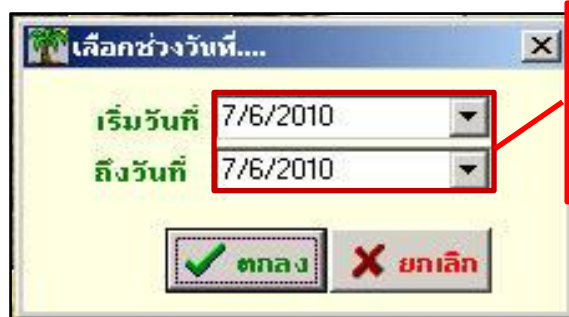 เลือกช่วงวันที่....
เริ่มวันที่ 7/6/2010
ถึงวันที่ 7/6/2010
ตกลง ยกเลิก